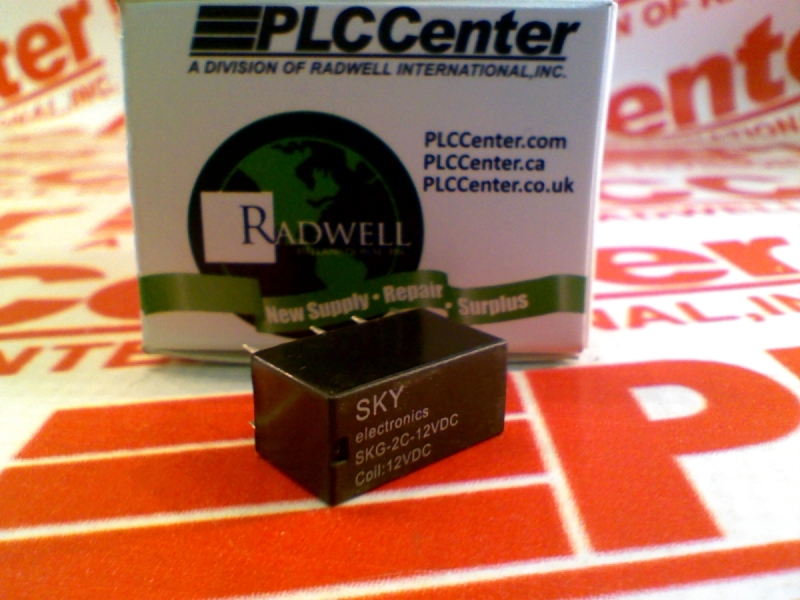 PLCCenter
A DIVISION OF RADWELL INTERNATIONAL, INC.
PLCCenter.com
PLCCenter.ca
PLCCenter.co.uk
RADWELL
New Supply • Repair • Surplus
SKY
electronics
SKG-2C-12VDC
Coil:12VDC